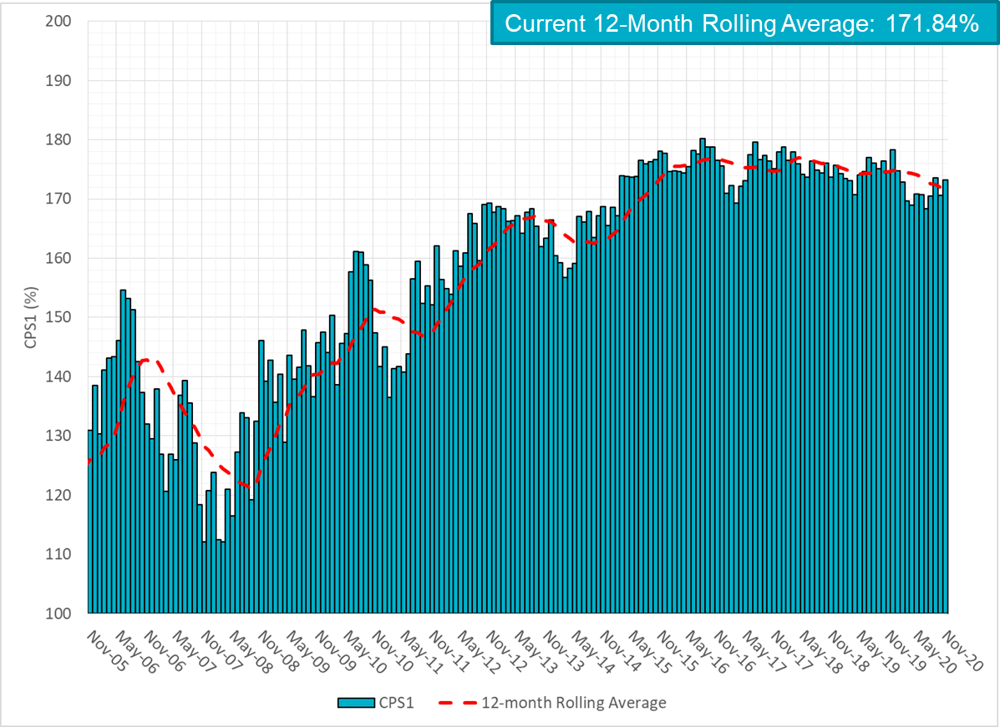 Current 12-Month Rolling Average: 171.84%
200
190
180
170
160
150
140
130
120
110
100
CPS1 (%)
Nov-05
May-06
Nov-06
May-07
Nov-07
May-08
Nov-08
May-09
Nov-09
May-10
Nov-10
May-11
Nov-11
May-12
Nov-12
May-13
Nov-13
May-14
Nov-14
May-15
Nov-15
May-16
Nov-16
May-17
Nov-17
May-18
Nov-18
May-19
Nov-19
May-20
Nov-20
CPS1
12-month Rolling Average